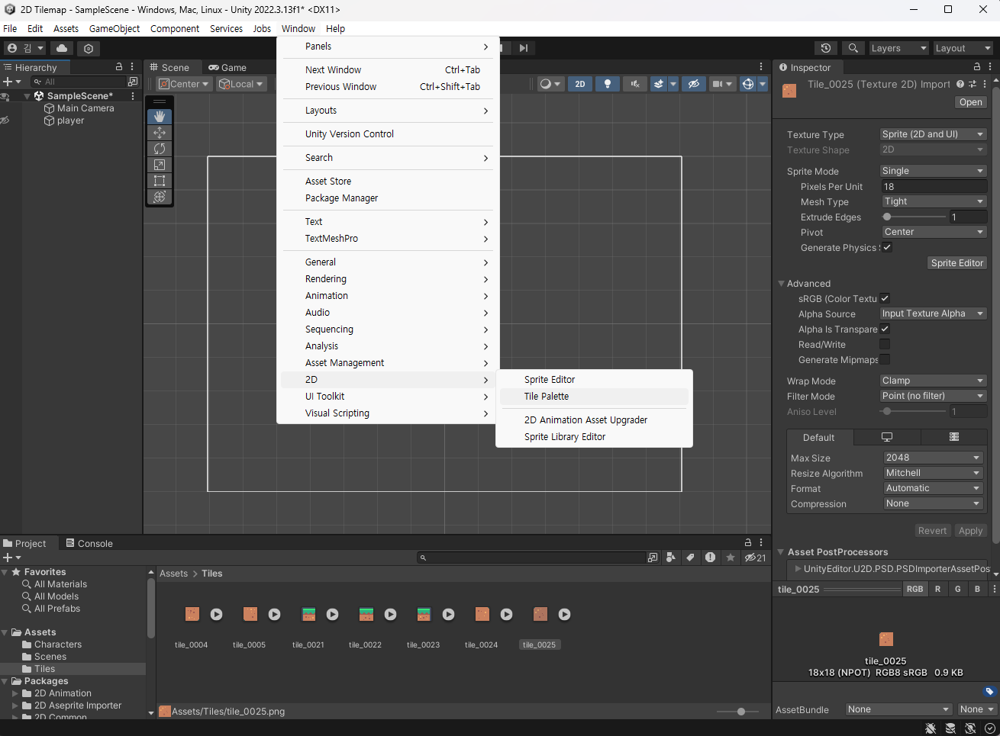 2D Tilemap - SampleScene - Windows, Mac, Linux - Unity 2022.3.13f1* <DX11>
File Edit Assets GameObject Component Services Jobs Window Help
김
Layers
Layout
Hierarchy
All
SampleScene*
Main Camera
player
Scene
Game
Center
Local
2D
Panels
Next Window Ctrl+Tab
Previous Window Ctrl+Shift+Tab
Layouts
Unity Version Control
Search
Asset Store
Package Manager
Text
TextMeshPro
General
Rendering
Animation
Audio
Sequencing
Analysis
Asset Management
2D
UI Toolkit
Visual Scripting
Sprite Editor
Tile Palette
2D Animation Asset Upgrader
Sprite Library Editor
Inspector
Tile_0025 (Texture 2D) Import
Open
Texture Type Sprite (2D and UI)
Texture Shape 2D
Sprite Mode Single
Pixels Per Unit 18
Mesh Type Tight
Extrude Edges 1
Pivot Center
Generate Physics S
Sprite Editor
Advanced
sRGB (Color Textu
Alpha Source Input Texture Alpha
Alpha Is Transpare
Read/Write
Generate Mipmaps
Wrap Mode Clamp
Filter Mode Point (no filter)
Aniso Level 1
Default
Max Size 2048
Resize Algorithm Mitchell
Format Automatic
Compression None
Revert Apply
Asset PostProcessors
UnityEditor.U2D.PSD.PSDImporterAssetPos
tile_0025 RGB R G B
tile_0025
18x18 (NPOT) RGB8 sRGB 0.9 KB
AssetBundle None None
Project
Console
21
Favorites
All Materials
All Models
All Prefabs
Assets
Characters
Scenes
Tiles
Packages
2D Animation
2D Aseprite Importer
2D Common
Assets > Tiles
tile_0004 tile_0005 tile_0021 tile_0022 tile_0023 tile_0024 tile_0025
Assets/Tiles/tile_0025.png